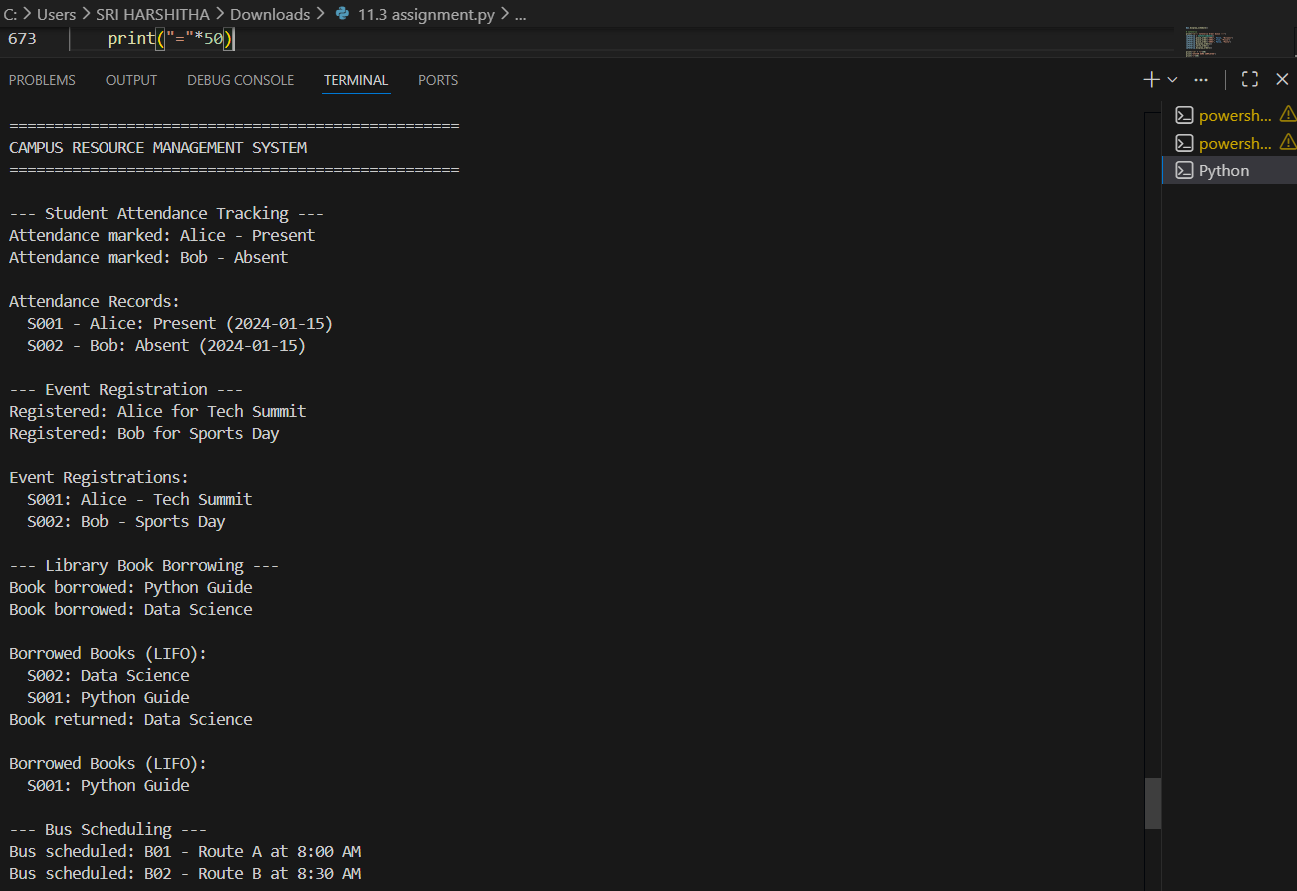 C: > Users > SRI HARSHITHA > Downloads > 11.3 assignment.py > ...
673 print("="*50)
PROBLEMS OUTPUT DEBUG CONSOLE TERMINAL PORTS
powersh...
powersh...
Python
==================================================
CAMPUS RESOURCE MANAGEMENT SYSTEM
==================================================
--- Student Attendance Tracking ---
Attendance marked: Alice - Present
Attendance marked: Bob - Absent
Attendance Records:
S001 - Alice: Present (2024-01-15)
S002 - Bob: Absent (2024-01-15)
--- Event Registration ---
Registered: Alice for Tech Summit
Registered: Bob for Sports Day
Event Registrations:
S001: Alice - Tech Summit
S002: Bob - Sports Day
--- Library Book Borrowing ---
Book borrowed: Python Guide
Book borrowed: Data Science
Borrowed Books (LIFO):
S002: Data Science
S001: Python Guide
Book returned: Data Science
Borrowed Books (LIFO):
S001: Python Guide
--- Bus Scheduling ---
Bus scheduled: B01 - Route A at 8:00 AM
Bus scheduled: B02 - Route B at 8:30 AM